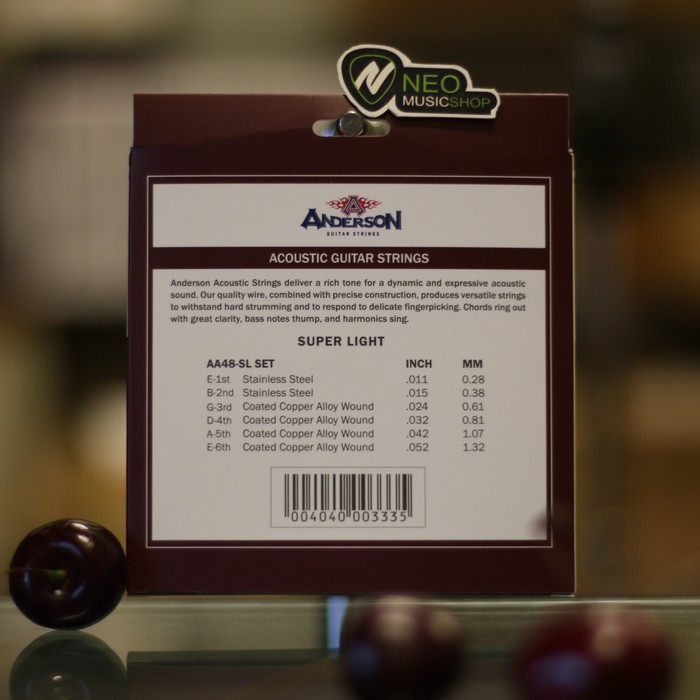 NEO
MUSICSHOP
ANDERSON
GUITAR STRINGS
ACOUSTIC GUITAR STRINGS
Anderson Acoustic Strings deliver a rich tone for a dynamic and expressive acoustic
sound. Our quality wire, combined with precise construction, produces versatile strings
to withstand hard strumming and to respond to delicate fingerpicking. Chords ring out
with great clarity, bass notes thump, and harmonics sing.
SUPER LIGHT
AA48-SL SET INCH MM
E-1st Stainless Steel .011 0.28
B-2nd Stainless Steel .015 0.38
G-3rd Coated Copper Alloy Wound .024 0.61
D-4th Coated Copper Alloy Wound .032 0.81
A-5th Coated Copper Alloy Wound .042 1.07
E-6th Coated Copper Alloy Wound .052 1.32
004040 003335